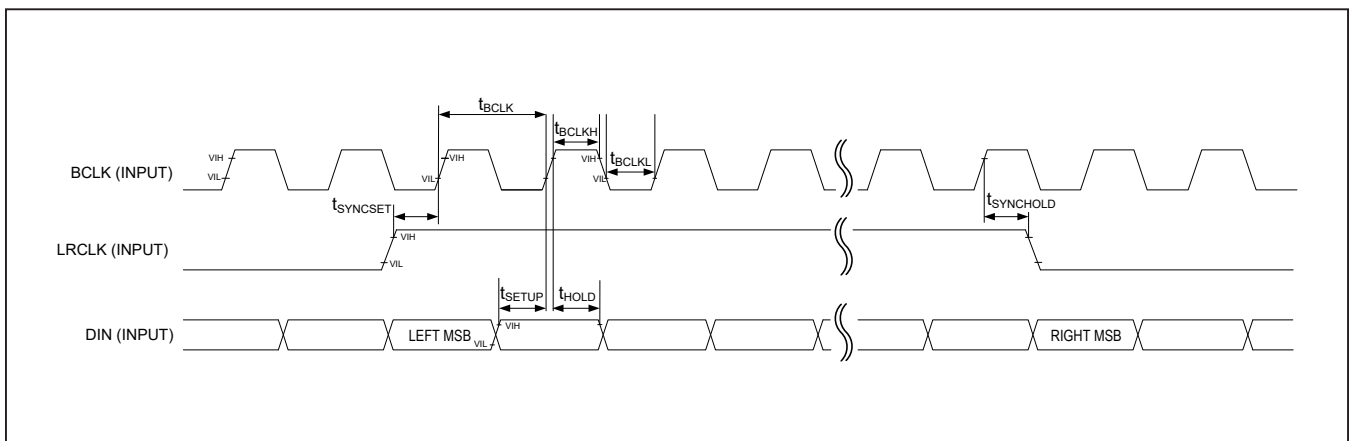 tBCLK
tBCLKH
tBCLKL
BCLK (INPUT)
VIH
VIL
VIH
VIL
VIH
VIL
tSYNCSET
tSYNCHOLD
LRCLK (INPUT)
VIH
VIL
tSETUP
tHOLD
DIN (INPUT)
LEFT MSB
VIH
VIL
RIGHT MSB